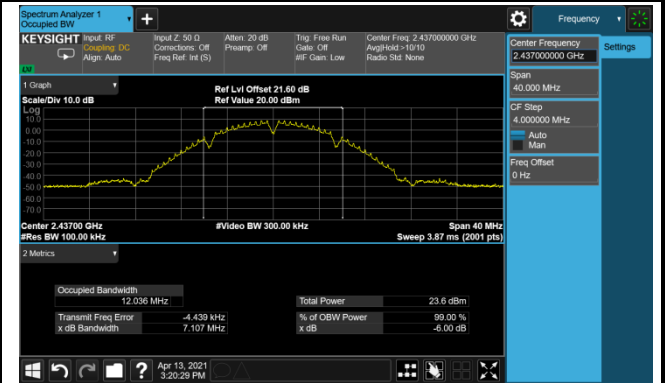 Spectrum Analyzer 1
Occupied BW
+
Frequency
KEYSIGHT
Input: RF
Coupling: DC
Align: Auto
Input Z: 50 Ω
Corrections: Off
Freq Ref: Int (S)
Atten: 20 dB
Preamp: Off
Trig: Free Run
Gate: Off
#IF Gain: Low
Center Freq: 2.437000000 GHz
Avg|Hold:>10/10
Radio Std: None
LV
Center Frequency
2.437000000 GHz
Settings
Span
40.000 MHz
CF Step
4.000000 MHz
Auto
Man
Freq Offset
0 Hz
1 Graph
Scale/Div 10.0 dB
Ref Lvl Offset 21.60 dB
Ref Value 20.00 dBm
Log
10.0
0.00
-10.0
-20.0
-30.0
-40.0
-50.0
-60.0
-70.0
Center 2.43700 GHz
#Res BW 100.00 kHz
#Video BW 300.00 kHz
Span 40 MHz
Sweep 3.87 ms (2001 pts)
2 Metrics
Occupied Bandwidth
12.036 MHz
Transmit Freq Error -4.439 kHz
x dB Bandwidth 7.107 MHz
Total Power 23.6 dBm
% of OBW Power 99.00 %
x dB -6.00 dB
?
Apr 13, 2021
3:20:29 PM